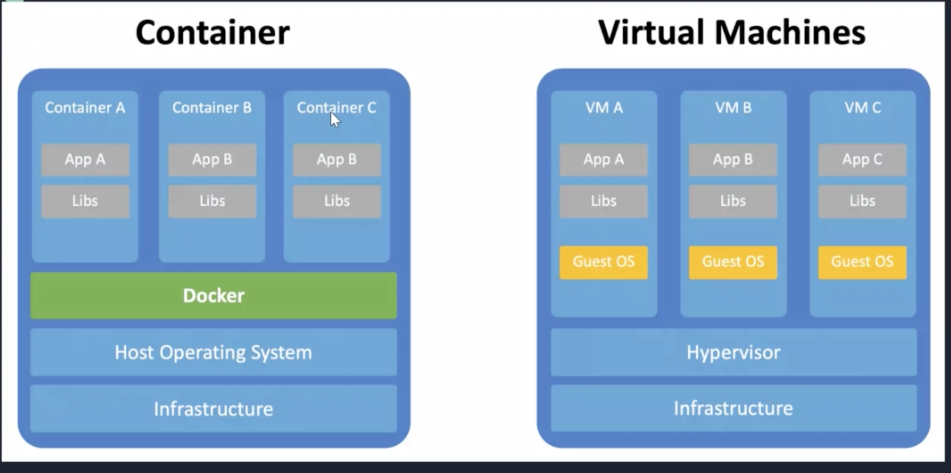 Container
Virtual Machines
Container A
Container B
Container C
App A
App B
App B
Libs
Libs
Libs
Docker
Host Operating System
Infrastructure
VM A
VM B
VM C
App A
App B
App C
Libs
Libs
Libs
Guest OS
Guest OS
Guest OS
Hypervisor
Infrastructure